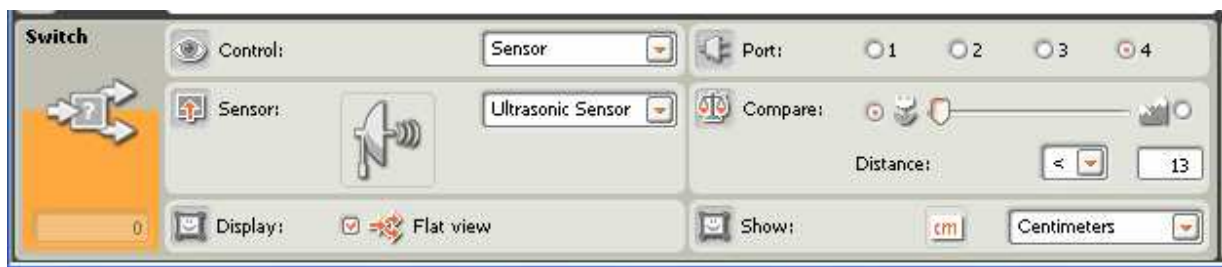 Switch
Control: Sensor
Port: 1 2 3 4
Sensor: Ultrasonic Sensor
Compare:
Distance: < 13
0
Display: Flat view
Show: cm Centimeters